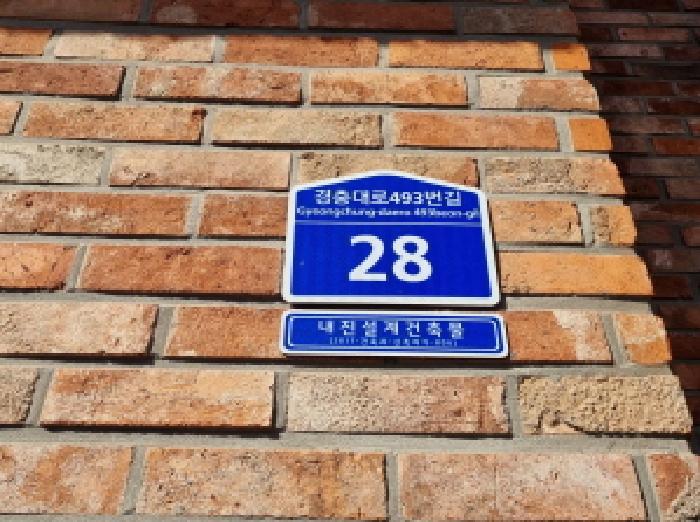 경충대로493번길
Gyeongchung-daero 493beon-gil
28
내진설계건축물